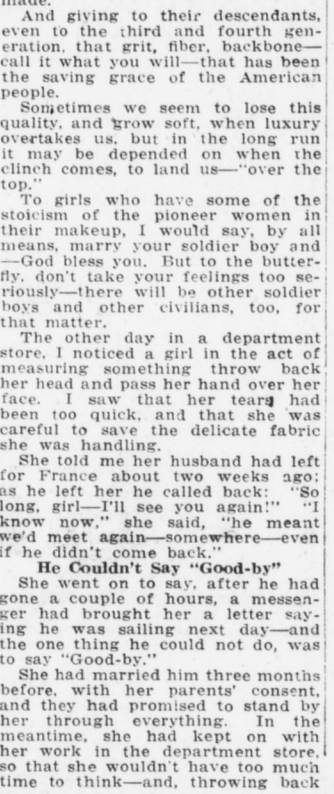 made.
And giving to their descendants,
even to the third and fourth gen-
eration, that grit, fiber, backbone—
call it what you will—that has been
the saving grace of the American
people.
Sometimes we seem to lose this
quality, and grow soft, when luxury
overtakes us, but in the long run
it may be depended on when the
clinch comes, to land us—"over the
top."
To girls who have some of the
stoicism of the pioneer women in
their makeup, I would say, by all
means, marry your soldier boy and
—God bless you. But to the butter-
fly, don't take your feelings too se-
riously—there will be other soldier
boys and other civilians, too, for
that matter.
The other day in a department
store, I noticed a girl in the act of
measuring something throw back
her head and pass her hand over her
face. I saw that her tears had
been too quick, and that she was
careful to save the delicate fabric
she was handling.
She told me her husband had left
for France about two weeks ago;
as he left her he called back: "So
long, girl—I'll see you again!" "I
know now," she said, "he meant
we'd meet again—somewhere—even
if he didn't come back."
He Couldn't Say "Good-by"
She went on to say, after he had
gone a couple of hours, a messen-
ger had brought her a letter say-
ing he was sailing next day—and
the one thing he could not do, was
to say "Good-by."
She had married him three months
before, with her parents' consent,
and they had promised to stand by
her through everything. In the
meantime, she had kept on with
her work in the department store,
so that she wouldn't have too much
time to think—and, throwing back